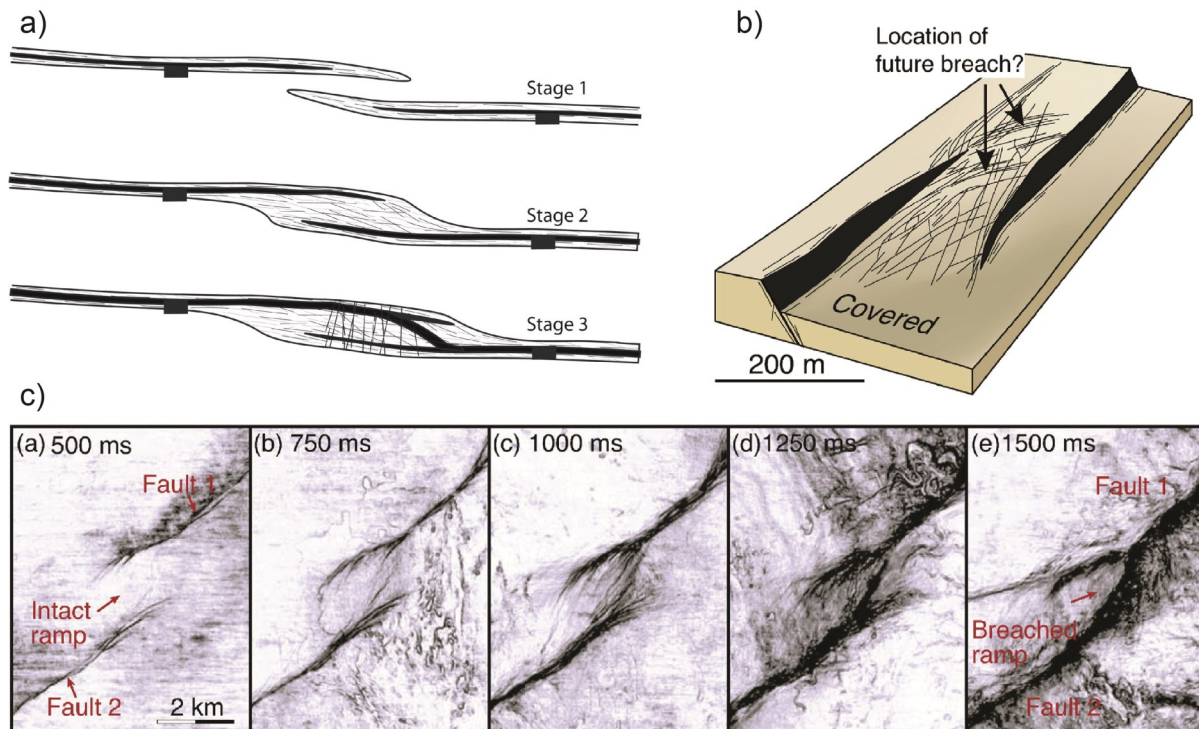 a)
Stage 1
Stage 2
Stage 3
b)
Location of
future breach?
Covered
200 m
c)
(a) 500 ms
Fault 1
Intact
ramp
Fault 2
2 km
(b) 750 ms
(c) 1000 ms
(d) 1250 ms
(e) 1500 ms
Fault 1
Breached
ramp
Fault 2